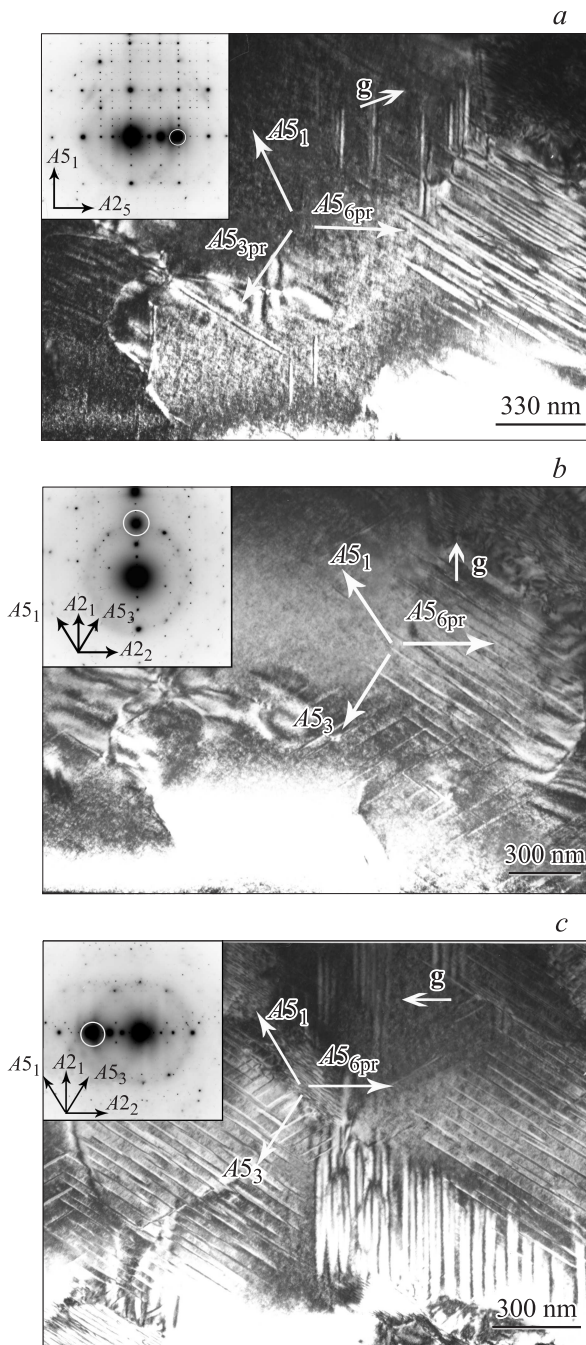 a
g
A5₁
A5₁
A5₆pr
A2₅
A5₃pr
330 nm
b
g
A5₁
A5₁
A2₁
A5₃
A5₆pr
A2₂
A5₃
300 nm
c
g
A5₁
A5₁
A2₁
A5₃
A5₆pr
A2₂
A5₃
300 nm